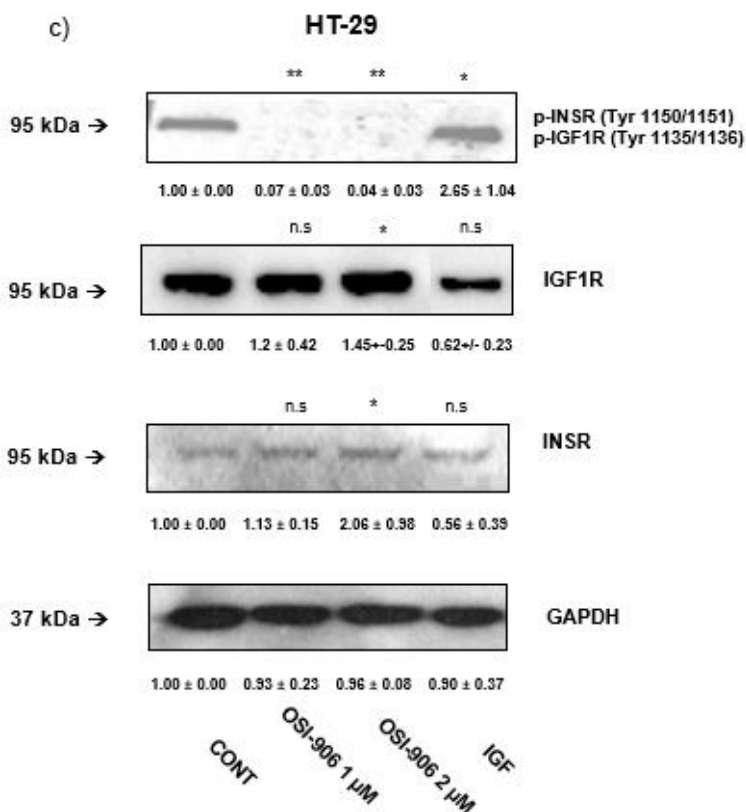 c)
HT-29
** ** *
95 kDa →
p-INSR (Tyr 1150/1151)
p-IGF1R (Tyr 1135/1136)
1.00 ± 0.00 0.07 ± 0.03 0.04 ± 0.03 2.65 ± 1.04
n.s * n.s
95 kDa →
IGF1R
1.00 ± 0.00 1.2 ± 0.42 1.45+-0.25 0.62+/- 0.23
n.s * n.s
95 kDa →
INSR
1.00 ± 0.00 1.13 ± 0.15 2.06 ± 0.98 0.56 ± 0.39
37 kDa →
GAPDH
1.00 ± 0.00 0.93 ± 0.23 0.96 ± 0.08 0.90 ± 0.37
CONT
OSI-906 1 µM
OSI-906 2 µM
IGF